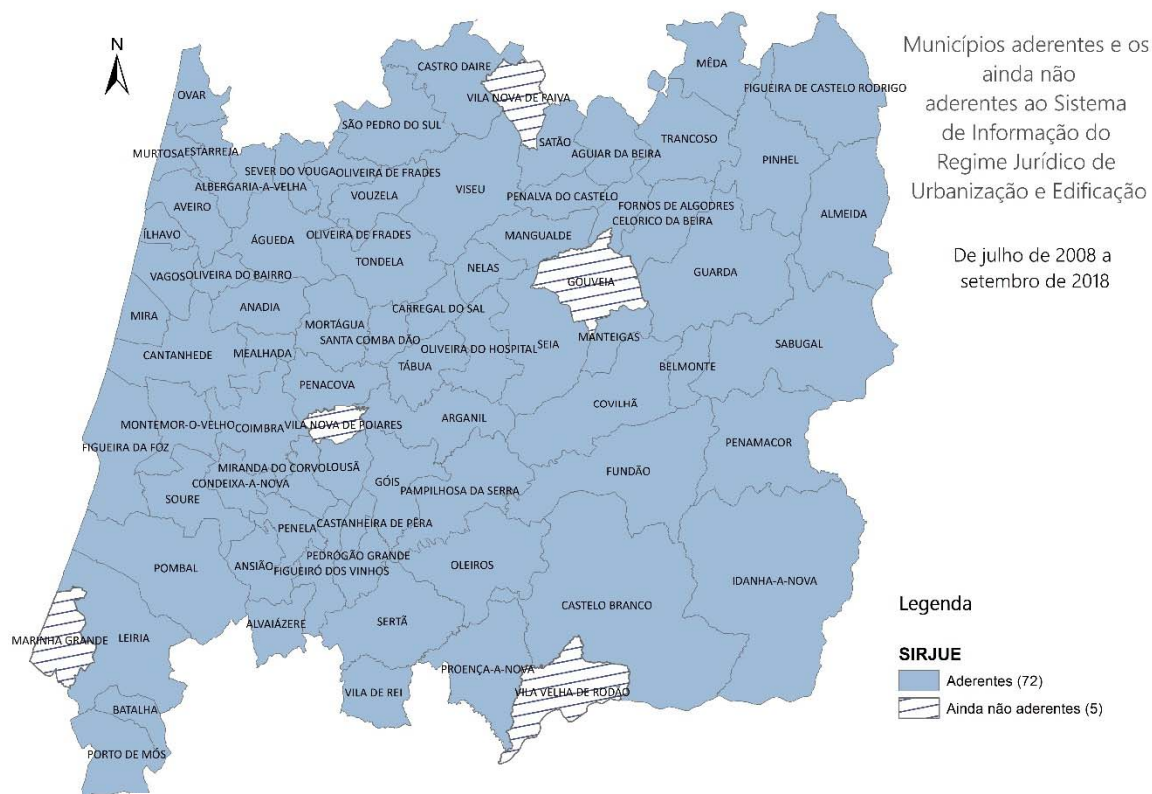 N
Municípios aderentes e os
ainda não
aderentes ao Sistema
de Informação do
Regime Jurídico de
Urbanização e Edificação
De julho de 2008 a
setembro de 2018
CASTRO DAIRE
MÊDA
FIGUEIRA DE CASTELO RODRIGO
OVAR
VILA NOVA DE PAIVA
SÃO PEDRO DO SUL
TRANCOSO
SATÃO
MURTOSA
ESTARREJA
AGUIAR DA BEIRA
PINHEL
SEVER DO VOUGA
OLIVEIRA DE FRADES
ALBERGARIA-A-VELHA
VISEU
VOUZELA
PENALVA DO CASTELO
AVEIRO
FORNOS DE ALGODRES
ALMEIDA
CELORICO DA BEIRA
ÍLHAVO
ÁGUEDA
OLIVEIRA DE FRADES
MANGUALDE
TONDELA
NELAS
GUARDA
VAGOS
OLIVEIRA DO BAIRRO
GOUVEIA
ANADIA
CARREGAL DO SAL
MIRA
MORTÁGUA
SANTA COMBA DÃO
MANTEIGAS
SEIA
SABUGAL
CANTANHEDE
MEALHADA
OLIVEIRA DO HOSPITAL
TÁBUA
BELMONTE
PENACOVA
COVILHÃ
ARGANIL
MONTEMOR-O-VELHO
COIMBRA
VILA NOVA DE POIARES
PENAMACOR
FIGUEIRA DA FÓZ
MIRANDA DO CORVO
LOUSÃ
FUNDÃO
CONDEIXA-A-NOVA
GÓIS
PAMPILHOSA DA SERRA
SOURE
PENELA
CASTANHEIRA DE PÊRA
PEDRÓGÃO GRANDE
POMBAL
ANSIÃO
FIGUEIRÓ DOS VINHOS
OLEIROS
IDANHA-A-NOVA
CASTELO BRANCO
ALVAIÁZERE
SERTÃ
MARINHA GRANDE
LEIRIA
PROENÇA-A-NOVA
VILA DE REI
VILA VELHA DE RODÃO
BATALHA
PORTO DE MÓS
Legenda
SIRJUE
Aderentes (72)
Ainda não aderentes (5)